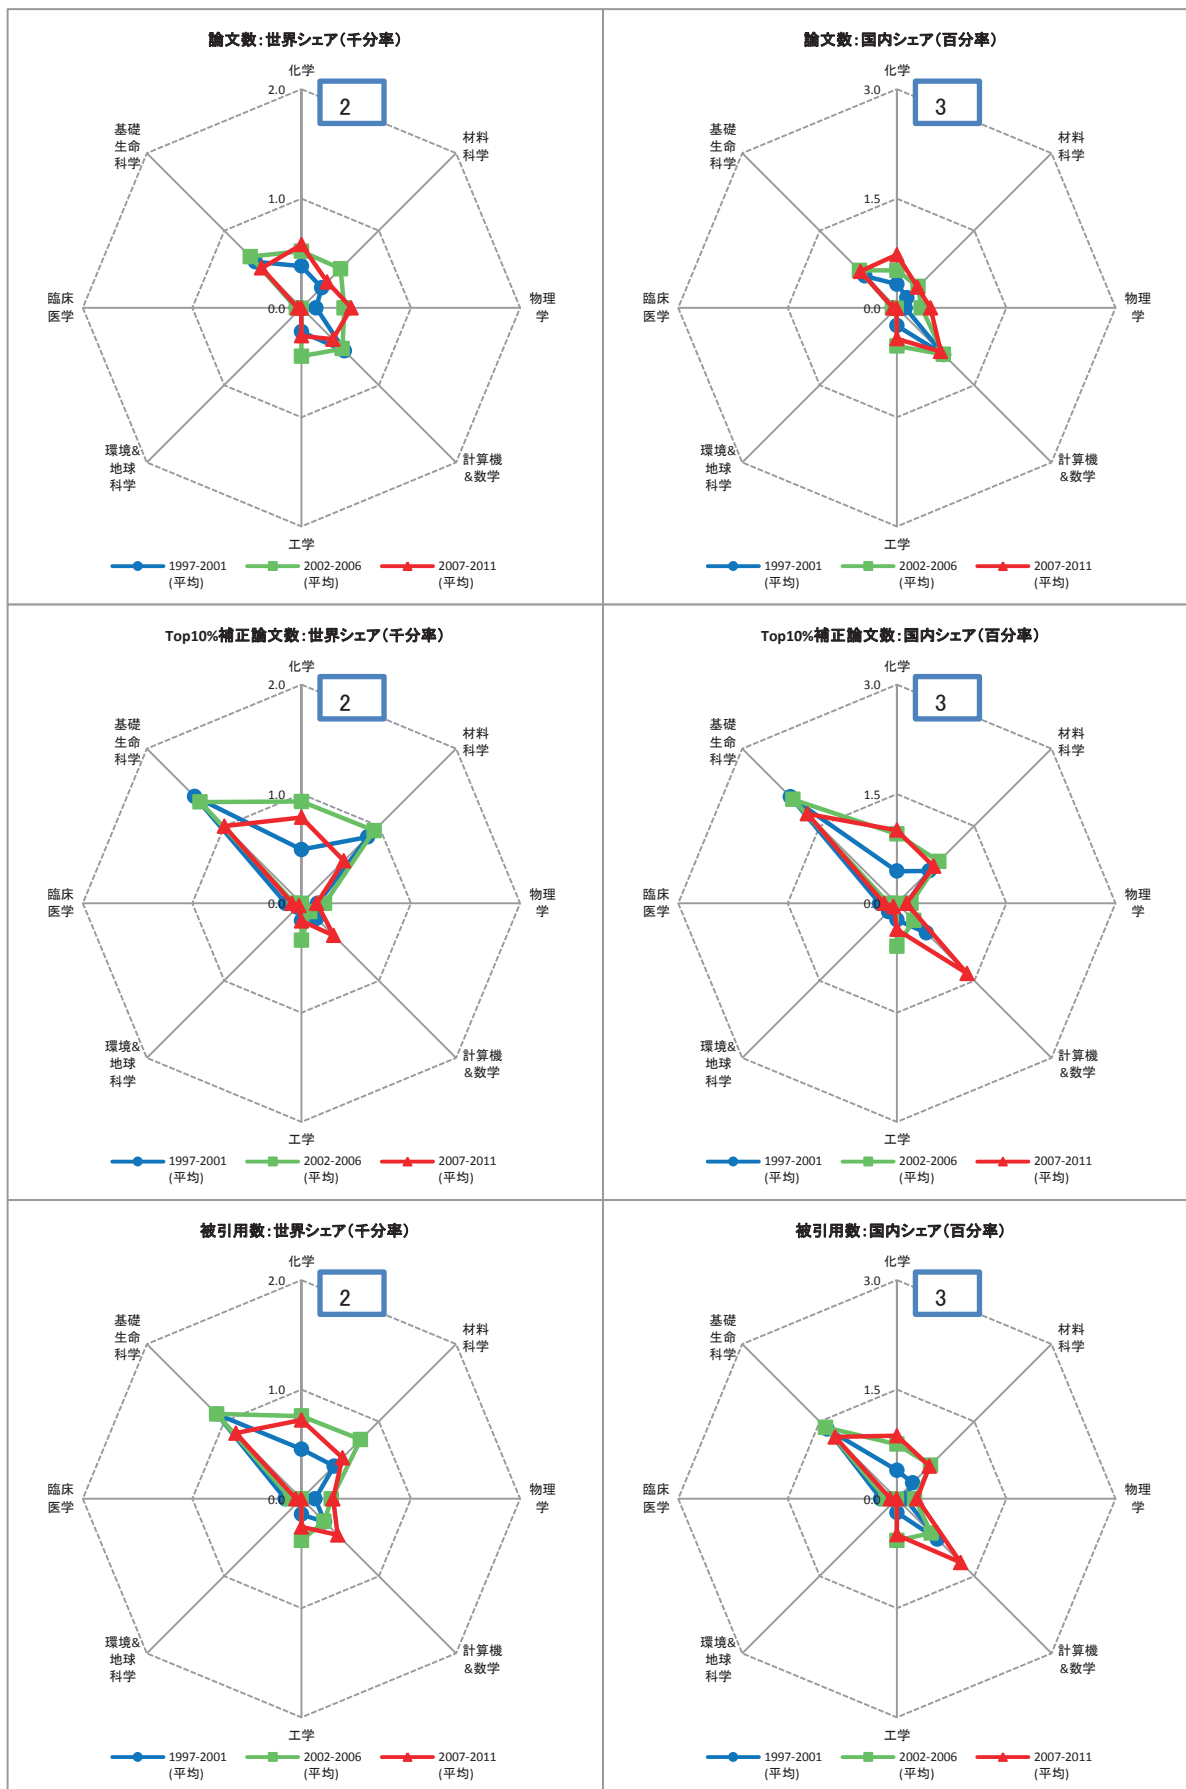 論文数：世界シェア（千分率）
化学
2.0
2
基礎
生命
科学
材料
科学
1.0
臨床
医学
0.0
物理
学
環境&
地球
科学
計算機
&数学
工学
1997-2001
(平均)
2002-2006
(平均)
2007-2011
(平均)
論文数：国内シェア（百分率）
化学
3.0
3
基礎
生命
科学
材料
科学
1.5
臨床
医学
0.0
物理
学
環境&
地球
科学
計算機
&数学
工学
1997-2001
(平均)
2002-2006
(平均)
2007-2011
(平均)
Top10%補正論文数：世界シェア（千分率）
化学
2.0
2
基礎
生命
科学
材料
科学
1.0
臨床
医学
0.0
物理
学
環境&
地球
科学
計算機
&数学
工学
1997-2001
(平均)
2002-2006
(平均)
2007-2011
(平均)
Top10%補正論文数：国内シェア（百分率）
化学
3.0
3
基礎
生命
科学
材料
科学
1.5
臨床
医学
0.0
物理
学
環境&
地球
科学
計算機
&数学
工学
1997-2001
(平均)
2002-2006
(平均)
2007-2011
(平均)
被引用数：世界シェア（千分率）
化学
2.0
2
基礎
生命
科学
材料
科学
1.0
臨床
医学
0.0
物理
学
環境&
地球
科学
計算機
&数学
工学
1997-2001
(平均)
2002-2006
(平均)
2007-2011
(平均)
被引用数：国内シェア（百分率）
化学
3.0
3
基礎
生命
科学
材料
科学
1.5
臨床
医学
0.0
物理
学
環境&
地球
科学
計算機
&数学
工学
1997-2001
(平均)
2002-2006
(平均)
2007-2011
(平均)